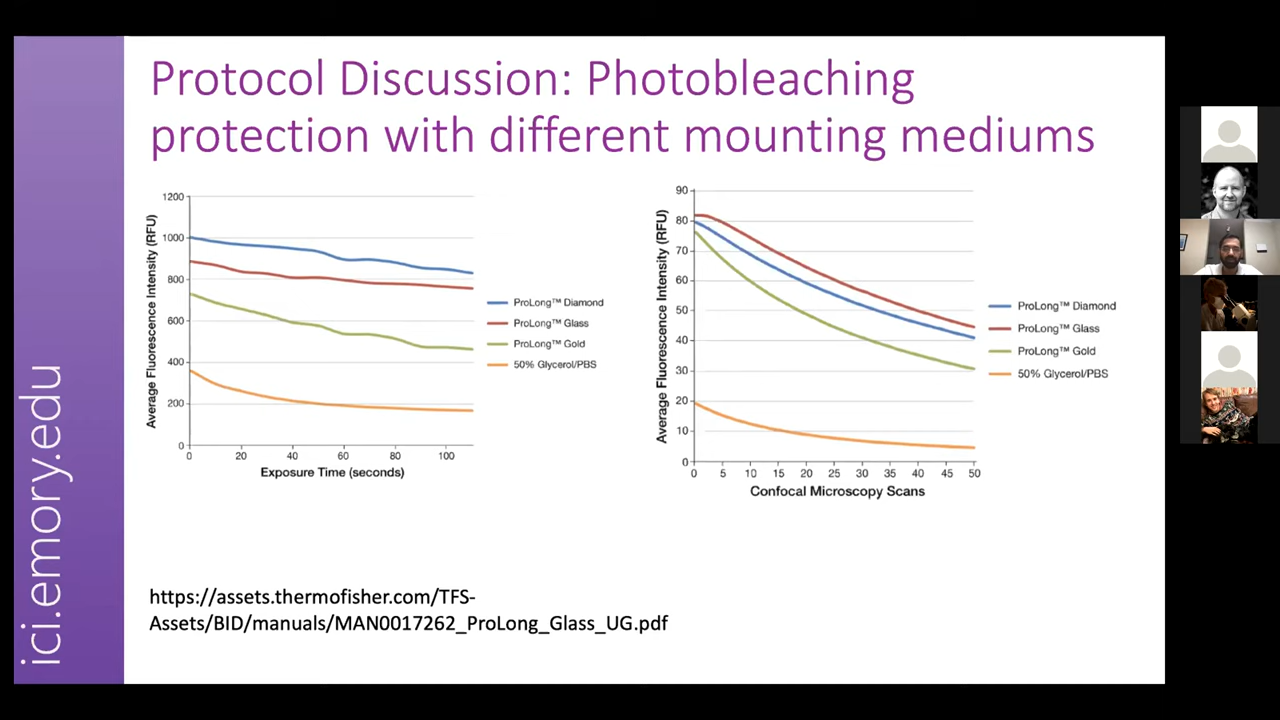 Protocol Discussion: Photobleaching
protection with different mounting mediums
1200
1000
800
600
400
200
0
Average Fluorescence Intensity (RFU)
0 20 40 60 80 100
Exposure Time (seconds)
ProLong™ Diamond
ProLong™ Glass
ProLong™ Gold
50% Glycerol/PBS
90
80
70
60
50
40
30
20
10
0
Average Fluorescence Intensity (RFU)
0 5 10 15 20 25 30 35 40 45 50
Confocal Microscopy Scans
ProLong™ Diamond
ProLong™ Glass
ProLong™ Gold
50% Glycerol/PBS
https://assets.thermofisher.com/TFS-
Assets/BID/manuals/MAN0017262_ProLong_Glass_UG.pdf
ici.emory.edu